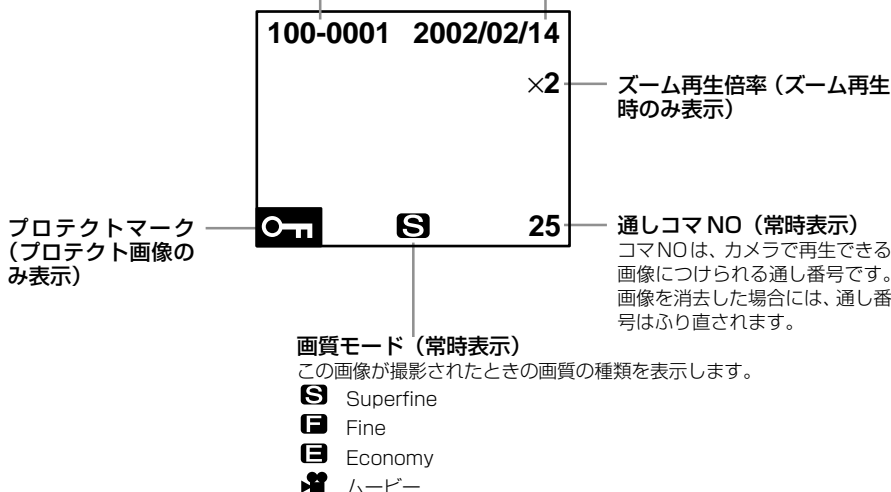 100-0001 2002/02/14
×2
ズーム再生倍率（ズーム再生
時のみ表示）
プロテクトマーク
（プロテクト画像の
み表示）
S
25
通しコマNO（常時表示）
コマNOは、カメラで再生できる
画像につけられる通し番号です。
画像を消去した場合には、通し番
号はふり直されます。
画質モード（常時表示）
この画像が撮影されたときの画質の種類を表示します。
S Superfine
F Fine
E Economy
ムービー